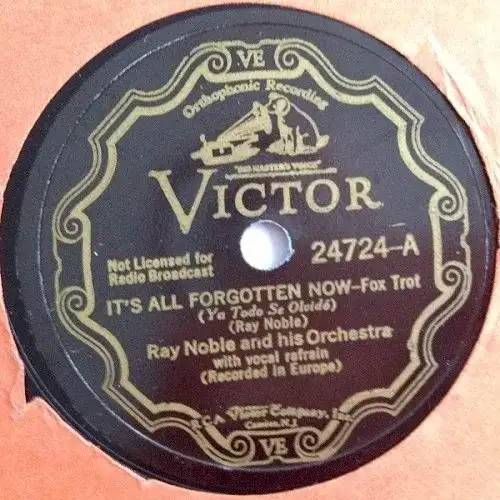 VE
Orthophonic Recording
"HIS MASTER'S VOICE"
VICTOR
Not Licensed for
Radio Broadcast
24724-A
IT'S ALL FORGOTTEN NOW-Fox Trot
(Ya Todo Se Olvidó)
(Ray Noble)
Ray Noble and his Orchestra
with vocal refrain
(Recorded in Europe)
RCA Victor Company, Inc.
Camden, N.J.
VE